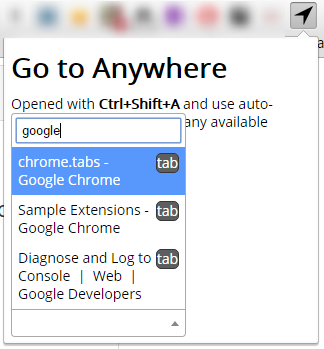 Go to Anywhere
Opened with Ctrl+Shift+A and use auto-
any available
google
chrome.tabs - tab
Google Chrome
Sample Extensions - tab
Google Chrome
Diagnose and Log to tab
Console | Web |
Google Developers